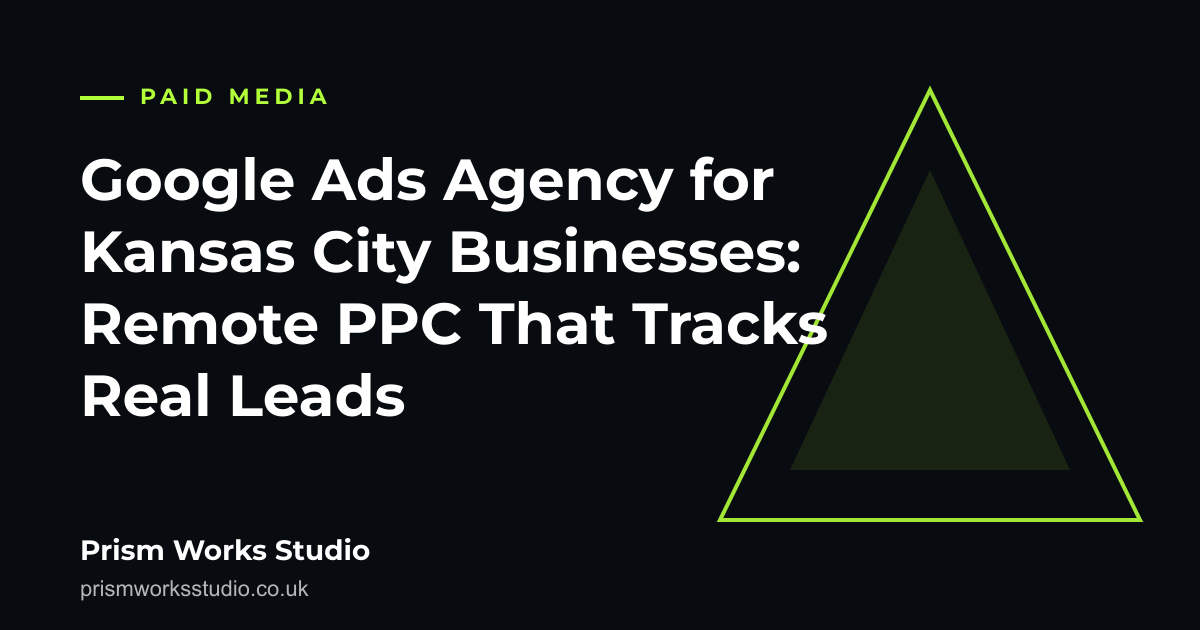 PAID MEDIA
Google Ads Agency for
Kansas City Businesses:
Remote PPC That Tracks
Real Leads
Prism Works Studio
prismworksstudio.co.uk